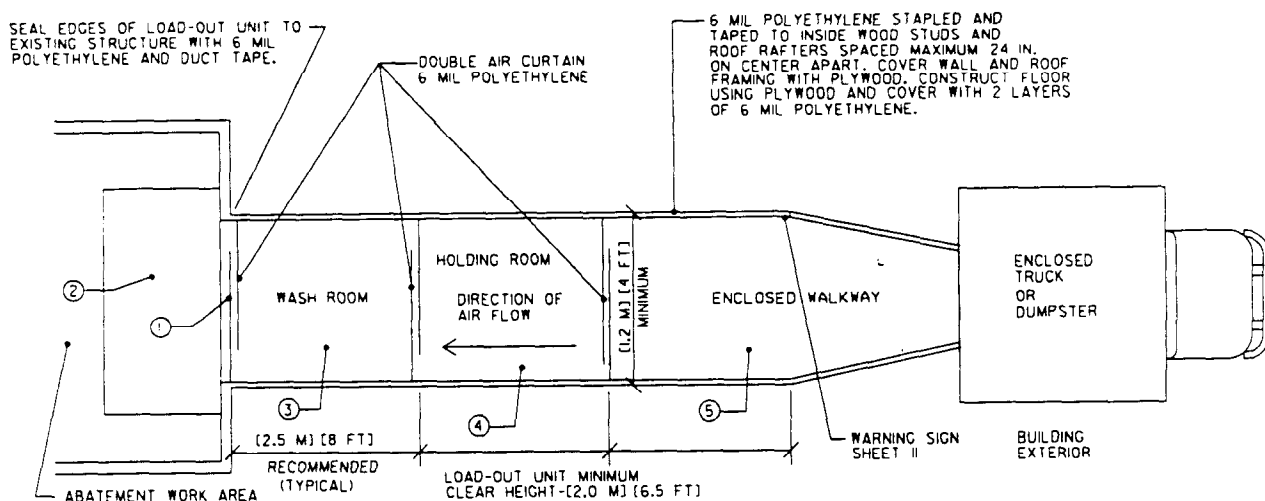 SEAL EDGES OF LOAD-OUT UNIT TO
EXISTING STRUCTURE WITH 6 MIL
POLYETHYLENE AND DUCT TAPE.
DOUBLE AIR CURTAIN
6 MIL POLYETHYLENE
6 MIL POLYETHYLENE STAPLED AND
TAPED TO INSIDE WOOD STUDS AND
ROOF RAFTERS SPACED MAXIMUM 24 IN.
ON CENTER APART. COVER WALL AND ROOF
FRAMING WITH PLYWOOD. CONSTRUCT FLOOR
USING PLYWOOD AND COVER WITH 2 LAYERS
OF 6 MIL POLYETHYLENE.
2
1
WASH ROOM
HOLDING ROOM
DIRECTION OF
AIR FLOW
[1.2 M] [4 FT]
MINIMUM
ENCLOSED WALKWAY
ENCLOSED
TRUCK
OR
DUMPSTER
3
4
5
[2.5 M] [8 FT]
RECOMMENDED
(TYPICAL)
LOAD-OUT UNIT MINIMUM
CLEAR HEIGHT-[2.0 M] [6.5 FT]
WARNING SIGN
SHEET 11
BUILDING
EXTERIOR
ABATEMENT WORK AREA